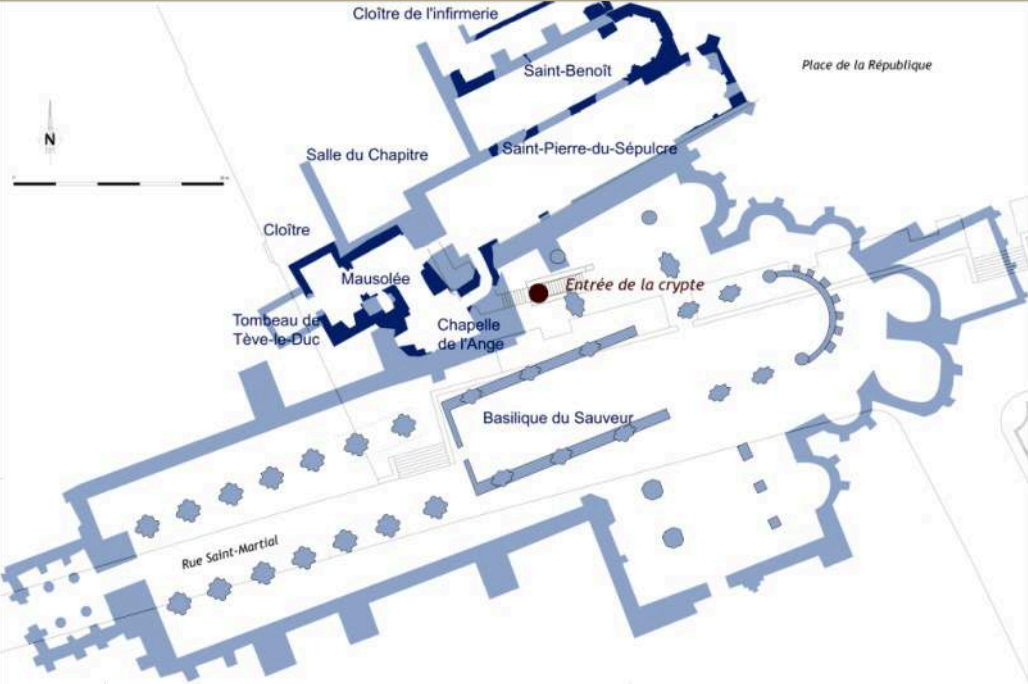 Cloître de l'infirmerie
Saint-Benoît
Place de la République
N
Salle du Chapitre
Saint-Pierre-du-Sépulcre
Cloître
Mausolée
Entrée de la crypte
Tombeau de
Tève-le-Duc
Chapelle
de l'Ange
Basilique du Sauveur
Rue Saint-Martial